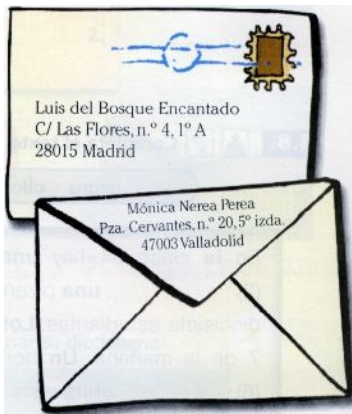 Luis del Bosque Encantado
C/ Las Flores, n.º 4, 1º A
28015 Madrid
Mónica Nerea Perea
Pza. Cervantes, n.º 20, 5º izda.
47003 Valladolid